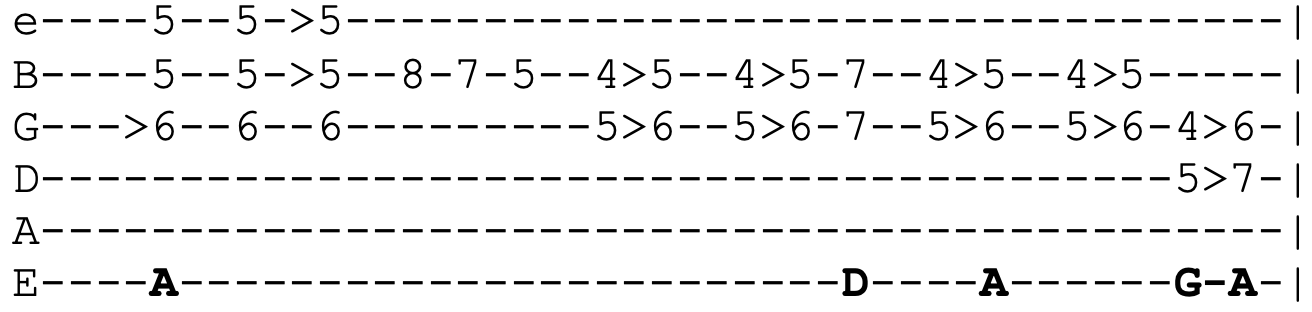 e----5--5->5----------------------------------|
B----5--5->5--8-7-5--4>5--4>5-7--4>5--4>5-----|
G--->6--6--6---------5>6--5>6-7--5>6--5>6-4>6-|
D-----------------------------------------5>7-|
A---------------------------------------------|
E----A------------------------D----A------G-A-|